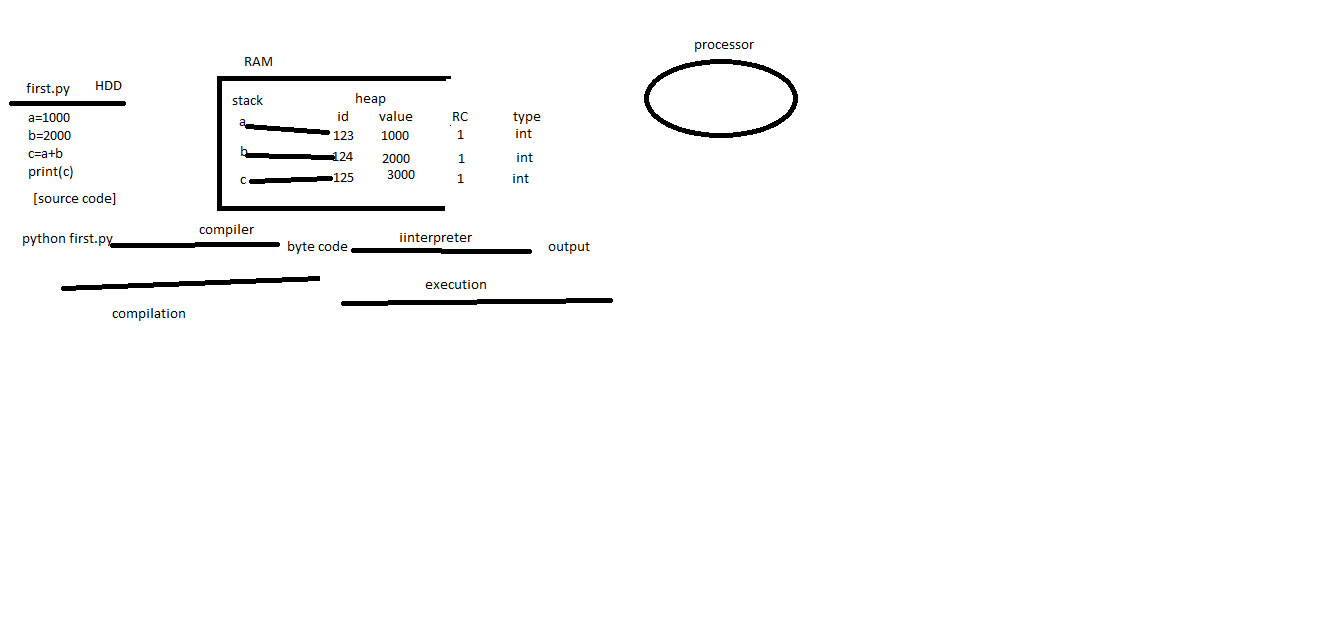 processor
RAM
first.py HDD
a=1000
b=2000
c=a+b
print(c)
[source code]
stack heap
id value RC type
a 123 1000 1 int
b 124 2000 1 int
c 125 3000 1 int
python first.py compiler byte code iinterpreter output
compilation execution